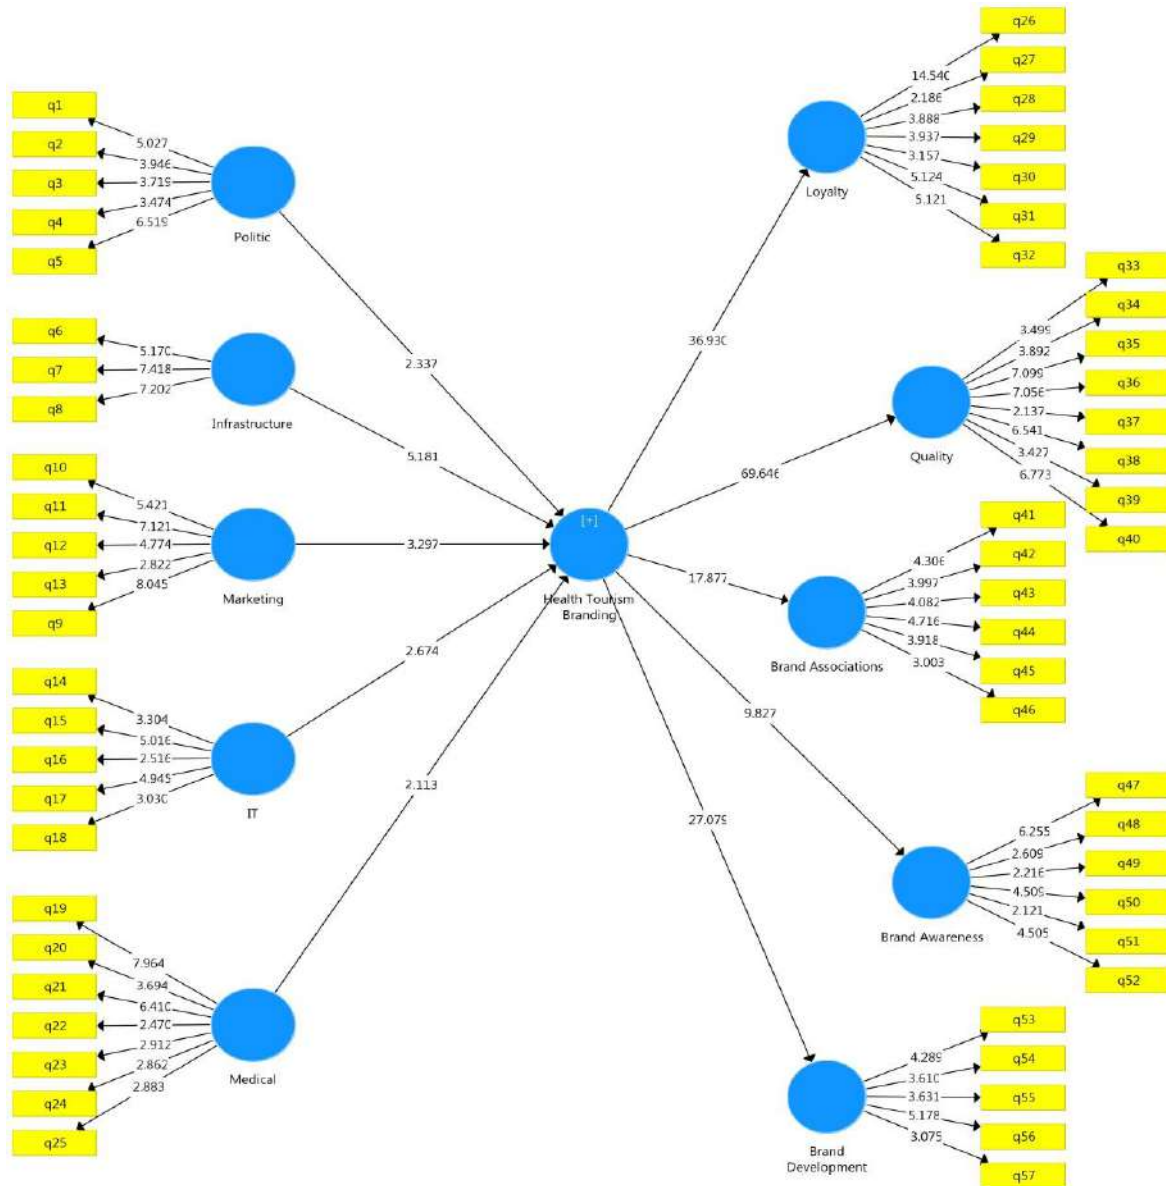 q1
q2
q3
q4
q5
5.027
3.946
3.719
3.474
6.519
Politic
q6
q7
q8
5.170
7.418
7.202
Infrastructure
q10
q11
q12
q13
q9
5.421
7.121
4.774
2.822
8.045
Marketing
q14
q15
q16
q17
q18
3.304
5.016
2.516
4.945
3.030
IT
q19
q20
q21
q22
q23
q24
q25
7.964
3.694
6.410
2.470
2.912
2.862
2.883
Medical
2.337
5.181
3.297
2.674
2.113
[+]
Health Tourism
Branding
36.930
69.646
17.877
9.827
27.079
Loyalty
14.540
2.186
3.888
3.937
3.157
5.124
5.121
q26
q27
q28
q29
q30
q31
q32
Quality
3.499
3.892
7.099
7.056
2.137
6.541
3.427
6.773
q33
q34
q35
q36
q37
q38
q39
q40
Brand Associations
4.306
3.997
4.082
4.716
3.918
3.003
q41
q42
q43
q44
q45
q46
Brand Awareness
6.255
2.609
2.216
4.509
2.121
4.505
q47
q48
q49
q50
q51
q52
Brand
Development
4.289
3.610
3.631
5.178
3.075
q53
q54
q55
q56
q57